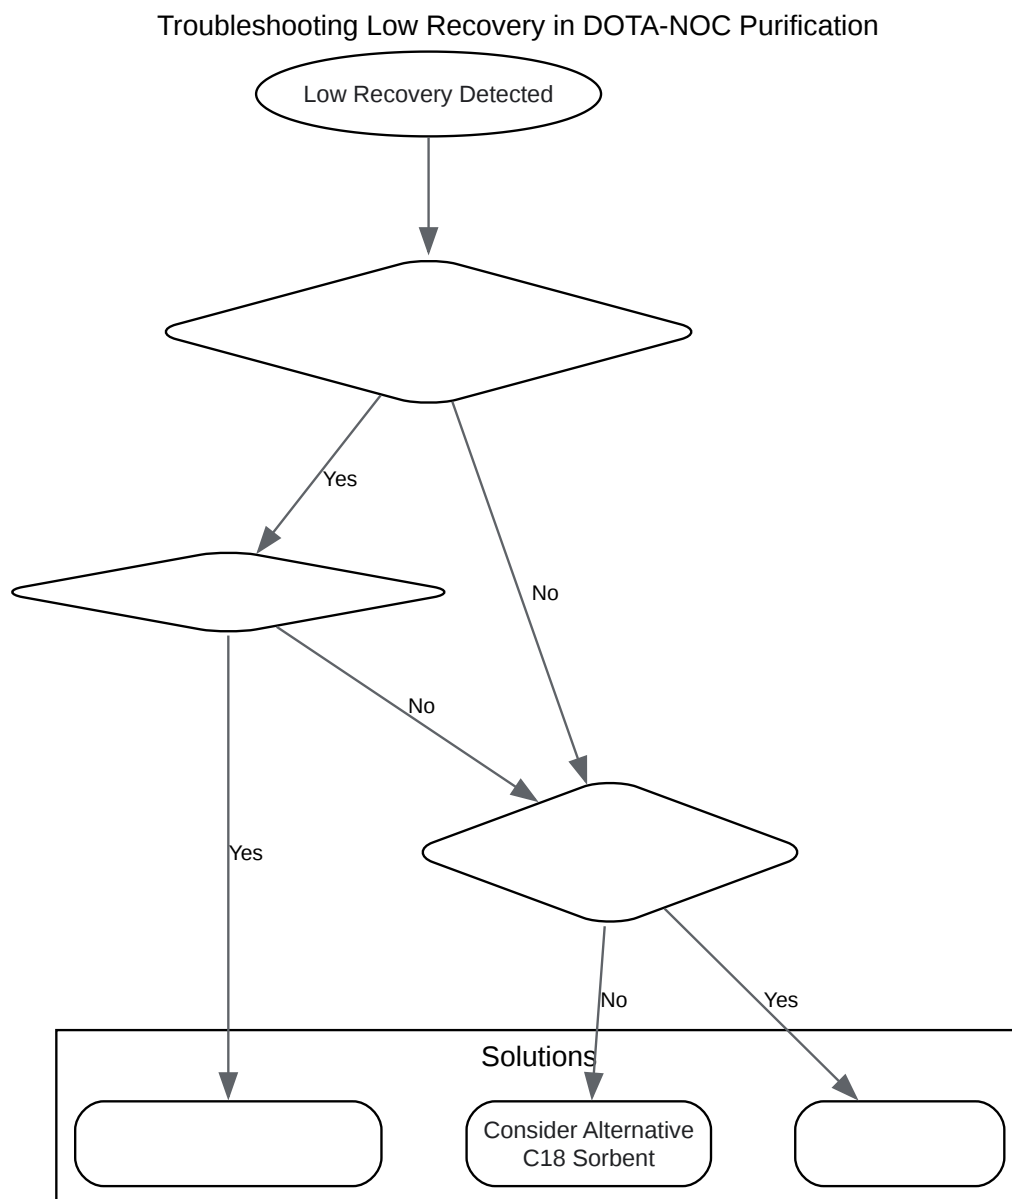 Troubleshooting Low Recovery in DOTA-NOC Purification
Low Recovery Detected
Yes
No
No
Yes
No
Yes
Solutions
Consider Alternative
C18 Sorbent